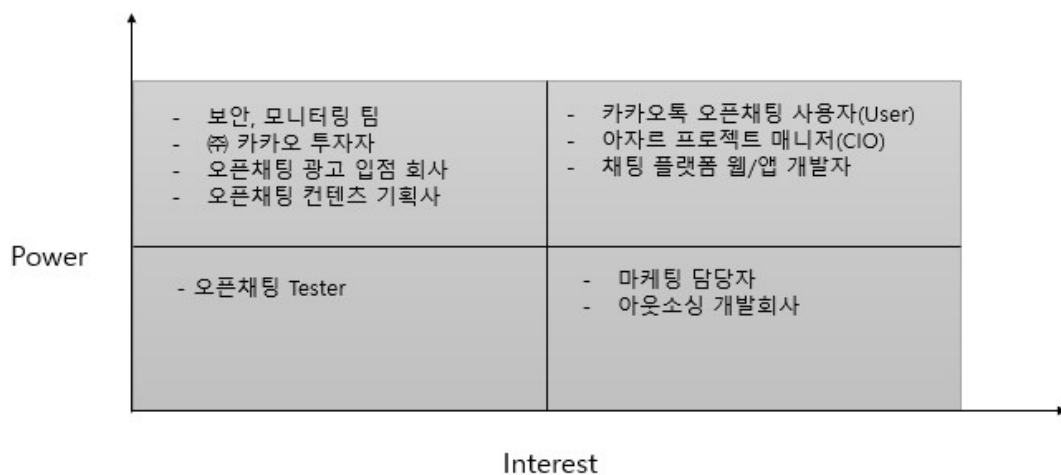 - 보안, 모니터링 팀
- ㈜ 카카오 투자자
- 오픈채팅 광고 입점 회사
- 오픈채팅 컨텐츠 기획사
- 카카오톡 오픈채팅 사용자(User)
- 아자르 프로젝트 매니저(CIO)
- 채팅 플랫폼 웹/앱 개발자
Power
- 오픈채팅 Tester
- 마케팅 담당자
- 아웃소싱 개발회사
Interest